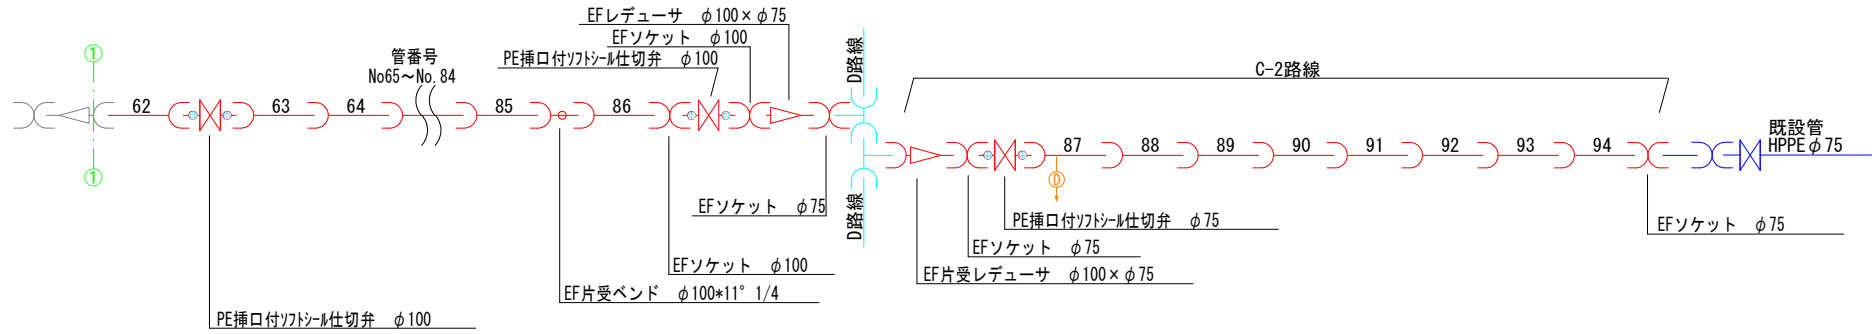 EFレデューサ φ100×φ75
EFソケット φ100
PE挿口付ソフトシール仕切弁 φ100
管番号
No65～No.84
①
62
63
64
85
86
D路線
C-2路線
87
88
89
90
91
92
93
94
既設管
HPPEφ75
①
D
D路線
EFソケット φ75
PE挿口付ソフトシール仕切弁 φ75
EFソケット φ75
EFソケット φ75
EFソケット φ100
EF片受レデューサ φ100×φ75
EF片受ベンド φ100*11° 1/4
PE挿口付ソフトシール仕切弁 φ100